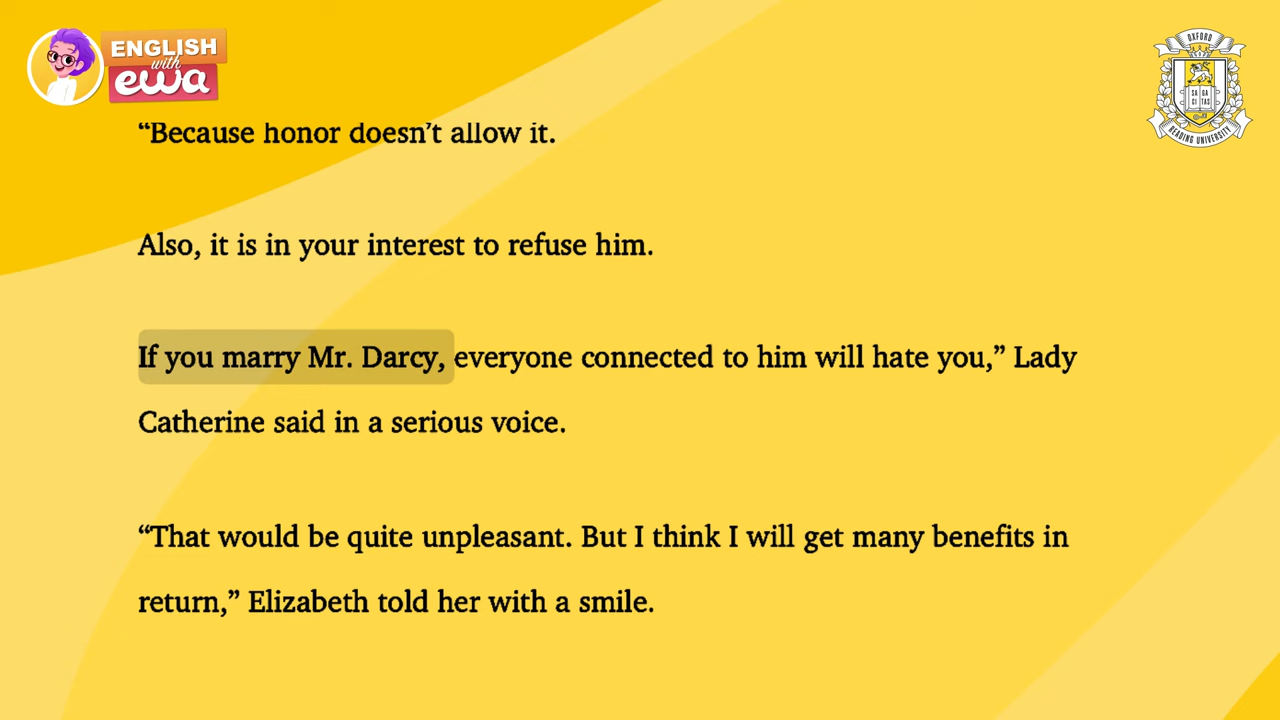 ENGLISH
with
ewa
OXFORD
SA GA
CI TAS
READING UNIVERSITY
“Because honor doesn’t allow it.
Also, it is in your interest to refuse him.
If you marry Mr. Darcy, everyone connected to him will hate you,” Lady
Catherine said in a serious voice.
“That would be quite unpleasant. But I think I will get many benefits in
return,” Elizabeth told her with a smile.